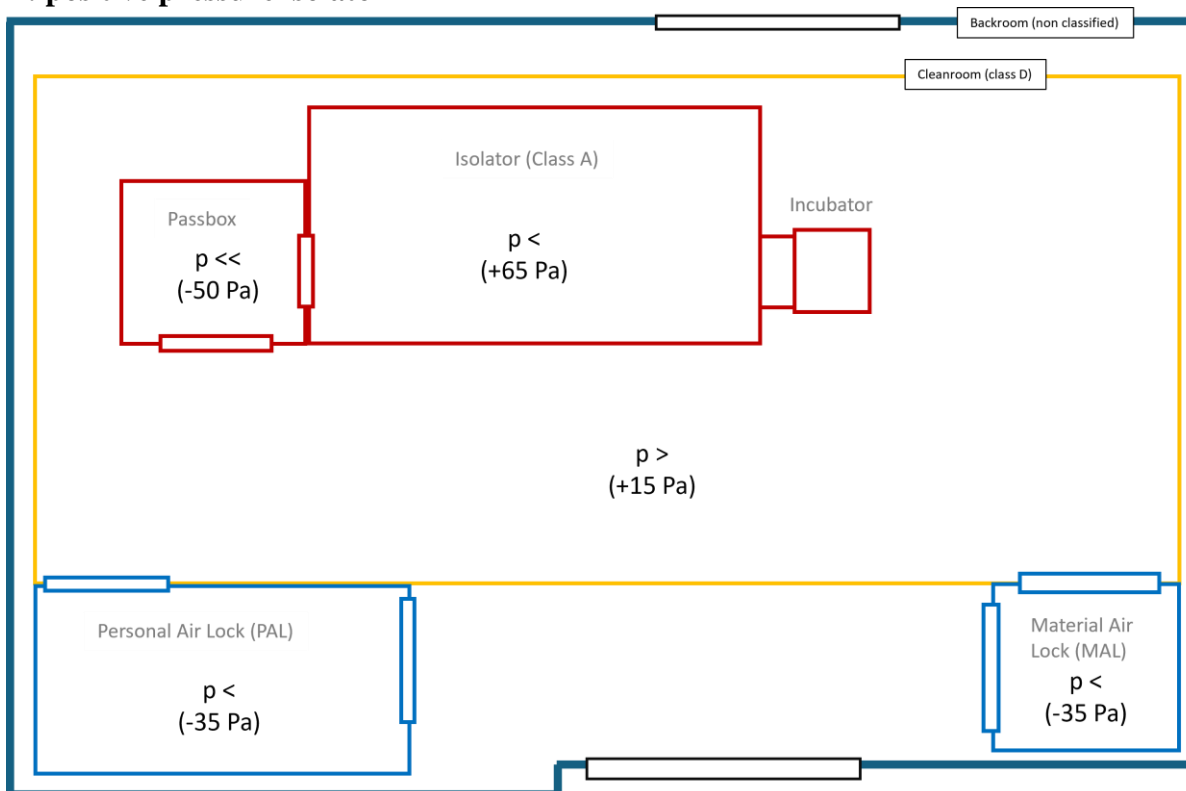 Backroom (non classified)
Cleanroom (class D)
Isolator (Class A)
Passbox
Incubator
p <<
(-50 Pa)
p <
(+65 Pa)
p >
(+15 Pa)
Personal Air Lock (PAL)
p <
(-35 Pa)
Material Air
Lock (MAL)
p <
(-35 Pa)